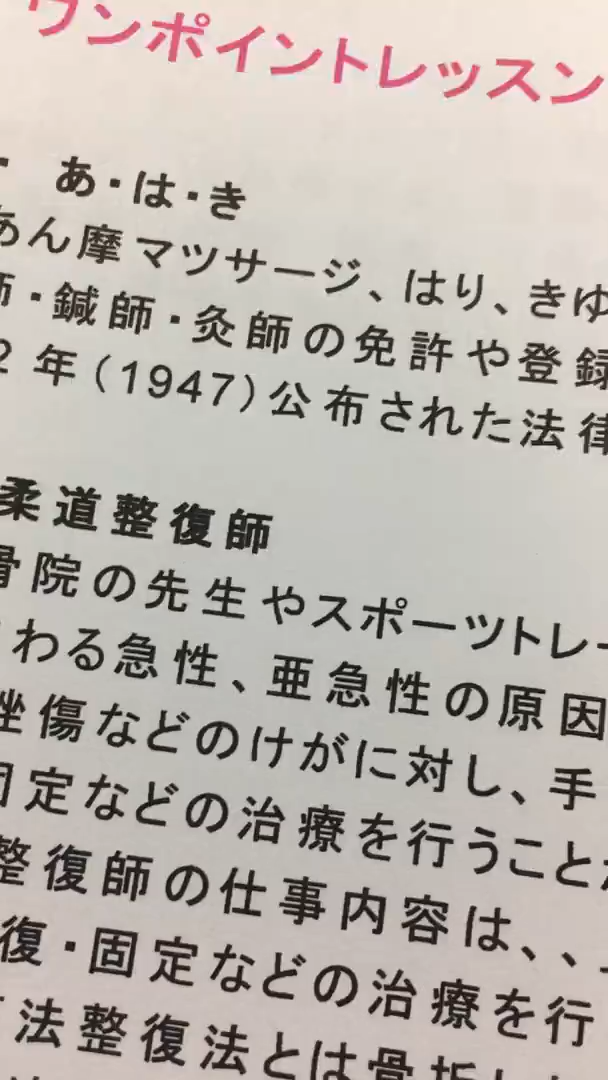 ワンポイントレッスン
あ・は・き
あん摩マツサージ、はり、きゆ
師・鍼師・灸師の免許や登録
2年(1947)公布された法律
柔道整復師
骨院の先生やスポーツトレー
わる急性、亜急性の原因
挫傷などのけがに対し、手
固定などの治療を行うことが
整復師の仕事内容は、、
復・固定などの治療を行
法整復法とは骨折し